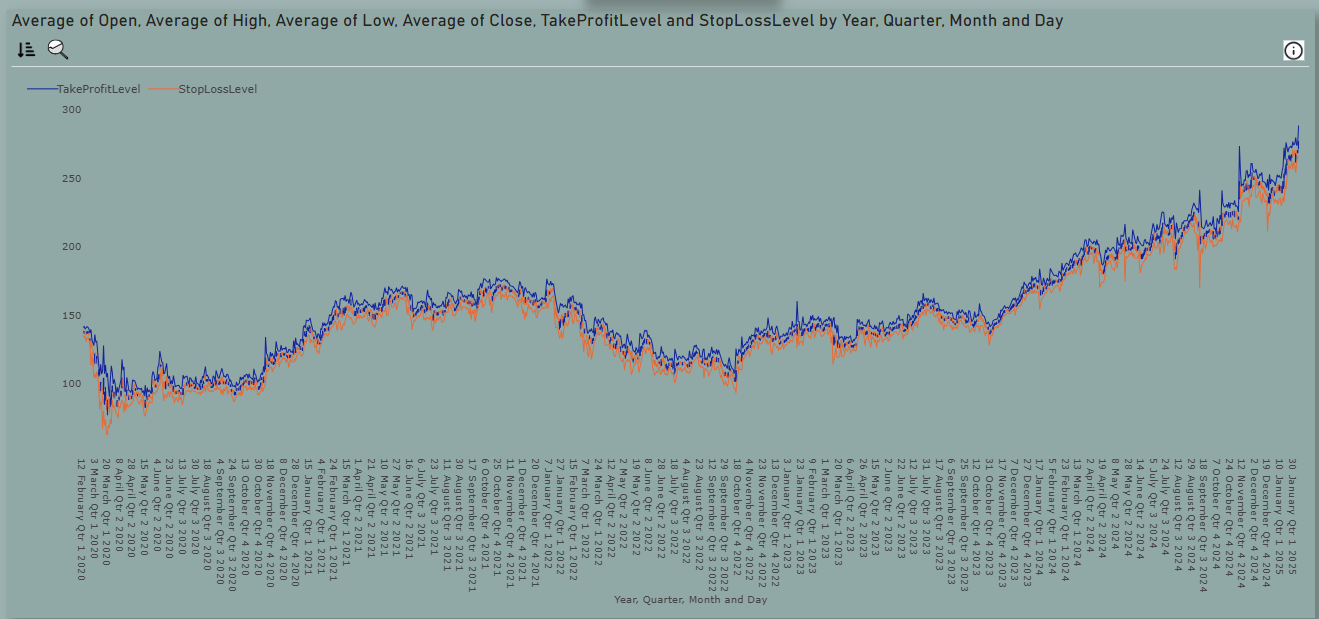 Average of Open, Average of High, Average of Low, Average of Close, TakeProfitLevel and StopLossLevel by Year, Quarter, Month and Day
TakeProfitLevel StopLossLevel
300
250
200
150
100
12 February Qtr 1 2020
3 March Qtr 1 2020
20 March Qtr 1 2020
8 April Qtr 2 2020
28 April Qtr 2 2020
15 May Qtr 2 2020
4 June Qtr 2 2020
23 June Qtr 2 2020
13 July Qtr 3 2020
30 July Qtr 3 2020
18 August Qtr 3 2020
4 September Qtr 3 2020
24 September Qtr 3 2020
13 October Qtr 4 2020
30 October Qtr 4 2020
18 November Qtr 4 2020
8 December Qtr 4 2020
28 December Qtr 4 2020
15 January Qtr 1 2021
4 February Qtr 1 2021
24 February Qtr 1 2021
15 March Qtr 1 2021
1 April Qtr 2 2021
21 April Qtr 2 2021
10 May Qtr 2 2021
27 May Qtr 2 2021
16 June Qtr 2 2021
6 July Qtr 3 2021
23 July Qtr 3 2021
11 August Qtr 3 2021
30 August Qtr 3 2021
17 September Qtr 3 2021
6 October Qtr 4 2021
25 October Qtr 4 2021
11 November Qtr 4 2021
1 December Qtr 4 2021
20 December Qtr 4 2021
7 January Qtr 1 2022
27 January Qtr 1 2022
15 February Qtr 1 2022
7 March Qtr 1 2022
24 March Qtr 1 2022
12 April Qtr 2 2022
2 May Qtr 2 2022
19 May Qtr 2 2022
8 June Qtr 2 2022
28 June Qtr 2 2022
18 July Qtr 3 2022
4 August Qtr 3 2022
23 August Qtr 3 2022
12 September Qtr 3 2022
29 September Qtr 3 2022
18 October Qtr 4 2022
4 November Qtr 4 2022
23 November Qtr 4 2022
13 December Qtr 4 2022
3 January Qtr 1 2023
23 January Qtr 1 2023
9 February Qtr 1 2023
1 March Qtr 1 2023
20 March Qtr 1 2023
6 April Qtr 2 2023
26 April Qtr 2 2023
15 May Qtr 2 2023
2 June Qtr 2 2023
22 June Qtr 2 2023
12 July Qtr 3 2023
31 July Qtr 3 2023
17 August Qtr 3 2023
6 September Qtr 3 2023
25 September Qtr 3 2023
12 October Qtr 4 2023
31 October Qtr 4 2023
17 November Qtr 4 2023
7 December Qtr 4 2023
27 December Qtr 4 2023
17 January Qtr 1 2024
5 February Qtr 1 2024
23 February Qtr 1 2024
13 March Qtr 1 2024
2 April Qtr 2 2024
19 April Qtr 2 2024
8 May Qtr 2 2024
28 May Qtr 2 2024
14 June Qtr 2 2024
5 July Qtr 3 2024
24 July Qtr 3 2024
12 August Qtr 3 2024
29 August Qtr 3 2024
18 September Qtr 3 2024
7 October Qtr 4 2024
24 October Qtr 4 2024
12 November Qtr 4 2024
2 December Qtr 4 2024
19 December Qtr 4 2024
10 January Qtr 1 2025
30 January Qtr 1 2025
Year, Quarter, Month and Day